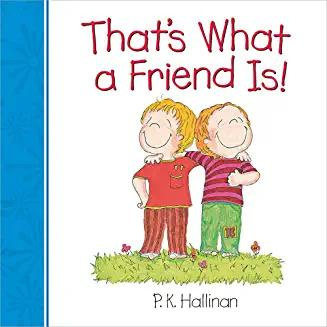 That's What
a Friend Is!
P. K. Hallinan